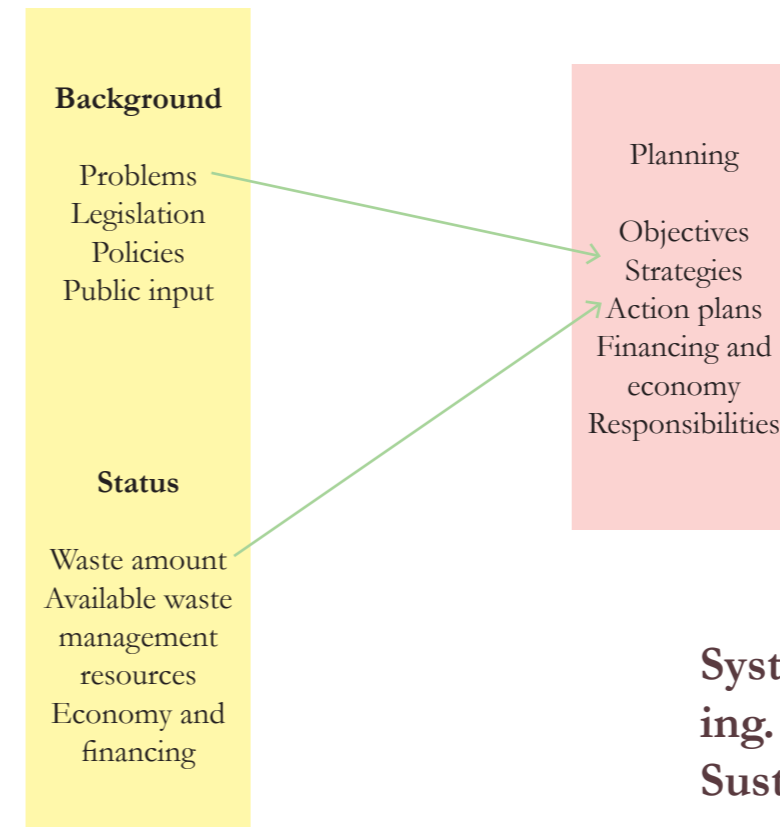 Background
Problems
Legislation
Policies
Public input
Status
Waste amount
Available waste
management
resources
Economy and
financing
Planning
Objectives
Strategies
Action plans
Financing and
economy
Responsibilities
Syst
ing.
Sust